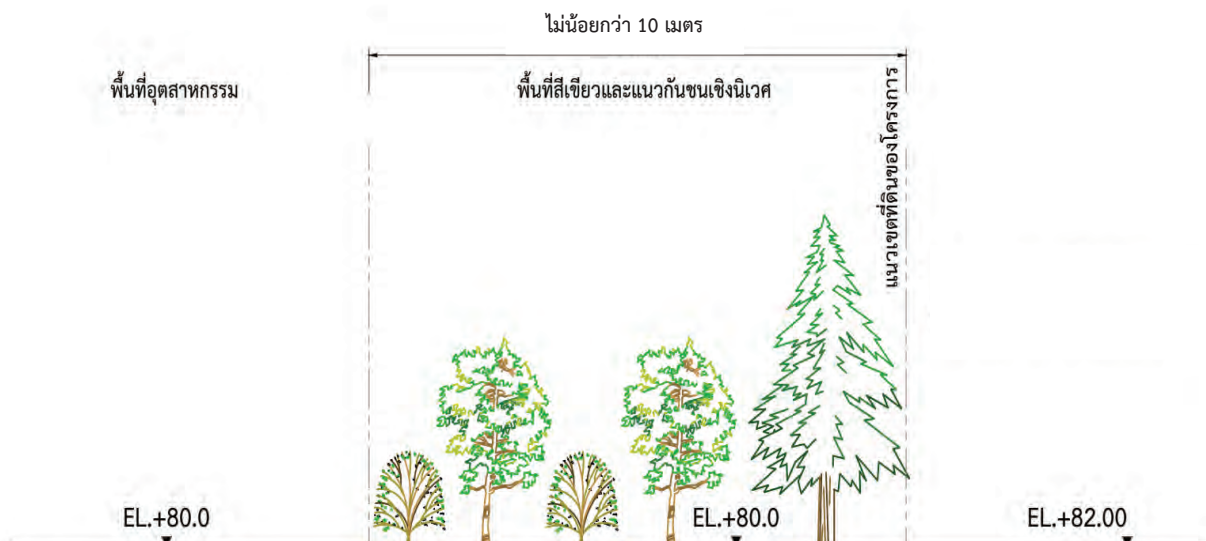 ไม่น้อยกว่า 10 เมตร
พื้นที่อุตสาหกรรม
พื้นที่สีเขียวและแนวกันชนเชิงนิเวศ
แนวเขตที่ดินของโครงการ
EL.+80.0
EL.+80.0
EL.+82.00